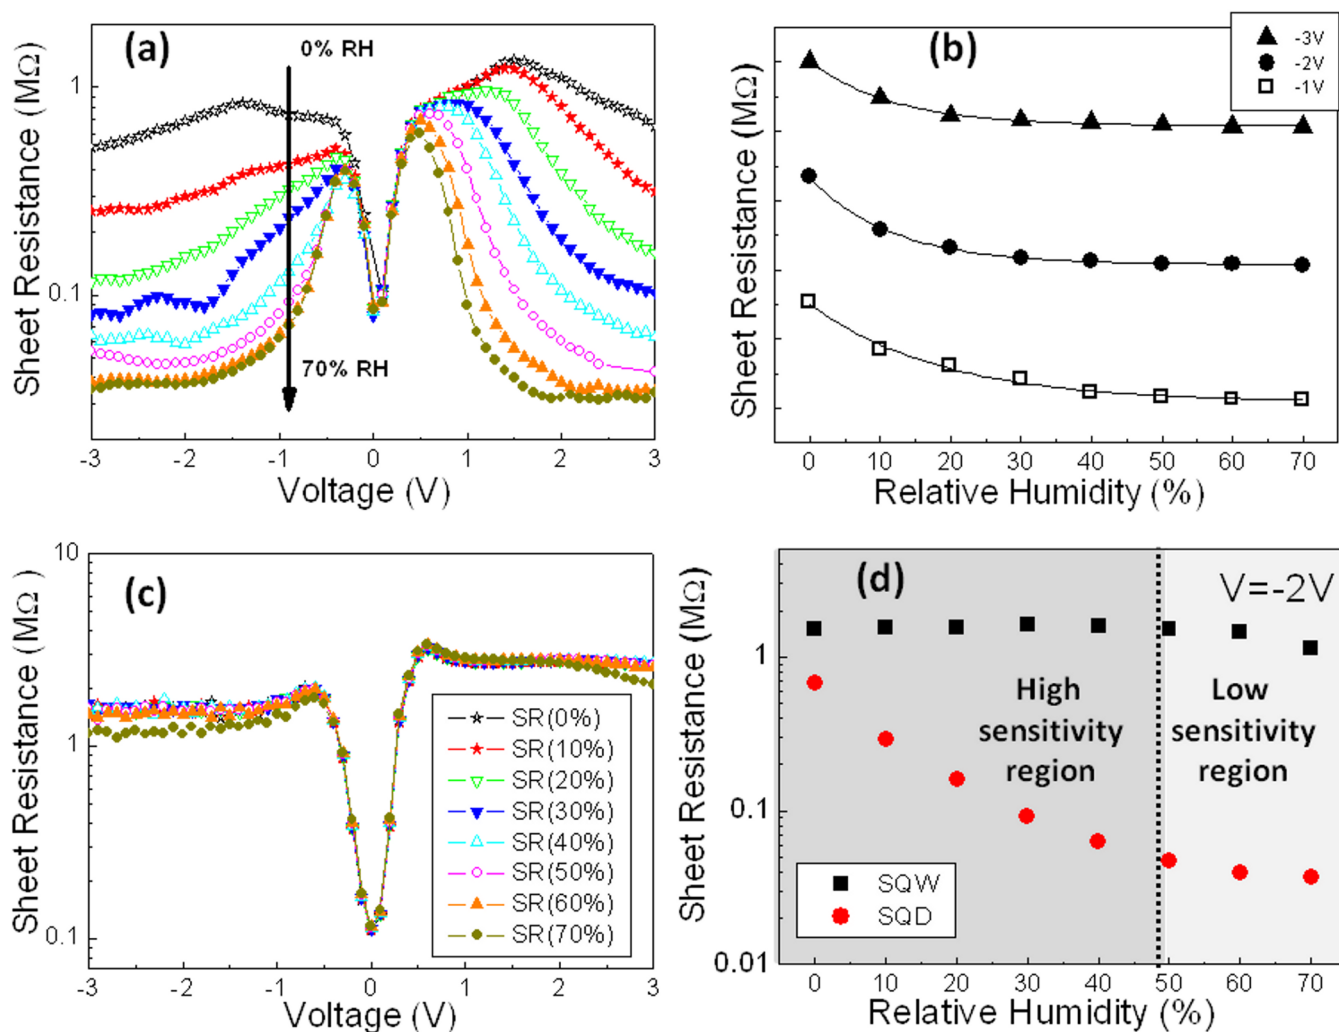 (a)
0% RH
70% RH
Sheet Resistance (MΩ)
1
0.1
-3 -2 -1 0 1 2 3
Voltage (V)
(b)
-3V
-2V
-1V
Sheet Resistance (MΩ)
0 10 20 30 40 50 60 70
Relative Humidity (%)
(c)
Sheet Resistance (MΩ)
10
1
0.1
SR(0%)
SR(10%)
SR(20%)
SR(30%)
SR(40%)
SR(50%)
SR(60%)
SR(70%)
-3 -2 -1 0 1 2 3
Voltage (V)
(d)
V=-2V
Sheet Resistance (MΩ)
1
0.1
0.01
High
sensitivity
region
Low
sensitivity
region
SQW
SQD
0 10 20 30 40 50 60 70
Relative Humidity (%)